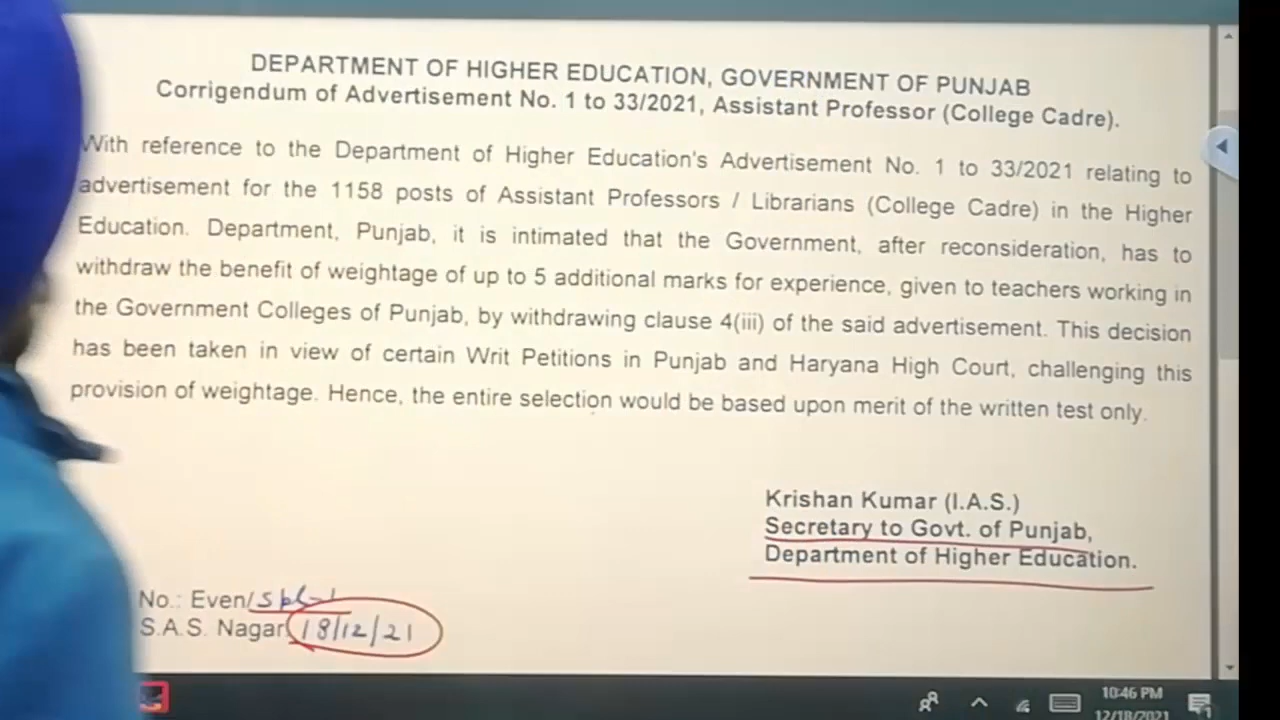 DEPARTMENT OF HIGHER EDUCATION, GOVERNMENT OF PUNJAB
Corrigendum of Advertisement No. 1 to 33/2021, Assistant Professor (College Cadre).
With reference to the Department of Higher Education's Advertisement No. 1 to 33/2021 relating to
advertisement for the 1158 posts of Assistant Professors / Librarians (College Cadre) in the Higher
Education. Department, Punjab, it is intimated that the Government, after reconsideration, has to
withdraw the benefit of weightage of up to 5 additional marks for experience, given to teachers working in
the Government Colleges of Punjab, by withdrawing clause 4(iii) of the said advertisement. This decision
has been taken in view of certain Writ Petitions in Punjab and Haryana High Court, challenging this
provision of weightage. Hence, the entire selection would be based upon merit of the written test only.
Krishan Kumar (I.A.S.)
Secretary to Govt. of Punjab,
Department of Higher Education.
No.: Even/
S.A.S. Nagar 18/12/21
10:46 PM
12/18/2021